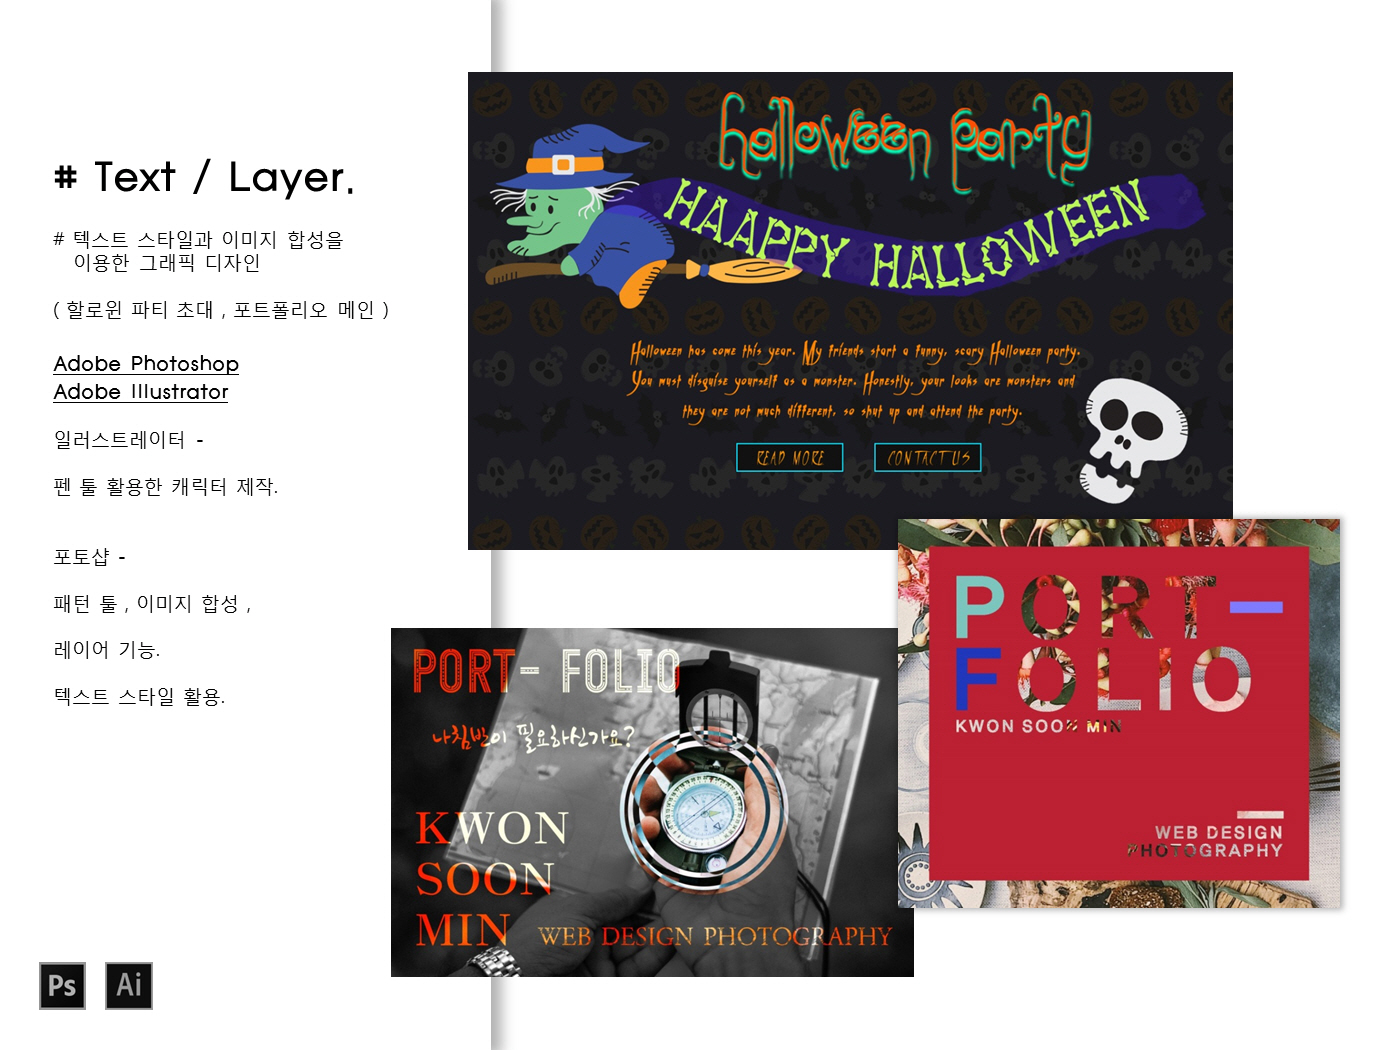 # Text / Layer.
# 텍스트 스타일과 이미지 합성을
이용한 그래픽 디자인
( 할로윈 파티 초대 , 포트폴리오 메인 )
Adobe Photoshop
Adobe Illustrator
일러스트레이터 -
펜 툴 활용한 캐릭터 제작.
포토샵 -
패턴 툴 , 이미지 합성 ,
레이어 기능.
텍스트 스타일 활용.
Ps Ai
halloween party
HAAPPY HALLOWEEN
Halloween has come this year. My friends start a funny, scary Halloween party.
You must disguise yourself as a monster. Honestly, your looks are monsters and
they are not much different, so shut up and attend the party.
READ MORE CONTACT US
PORT- FOLIO
나침반이 필요하신가요?
KWON
SOON
MIN WEB DESIGN PHOTOGRAPHY
PORT-
FOLIO
KWON SOON MIN
WEB DESIGN
PHOTOGRAPHY